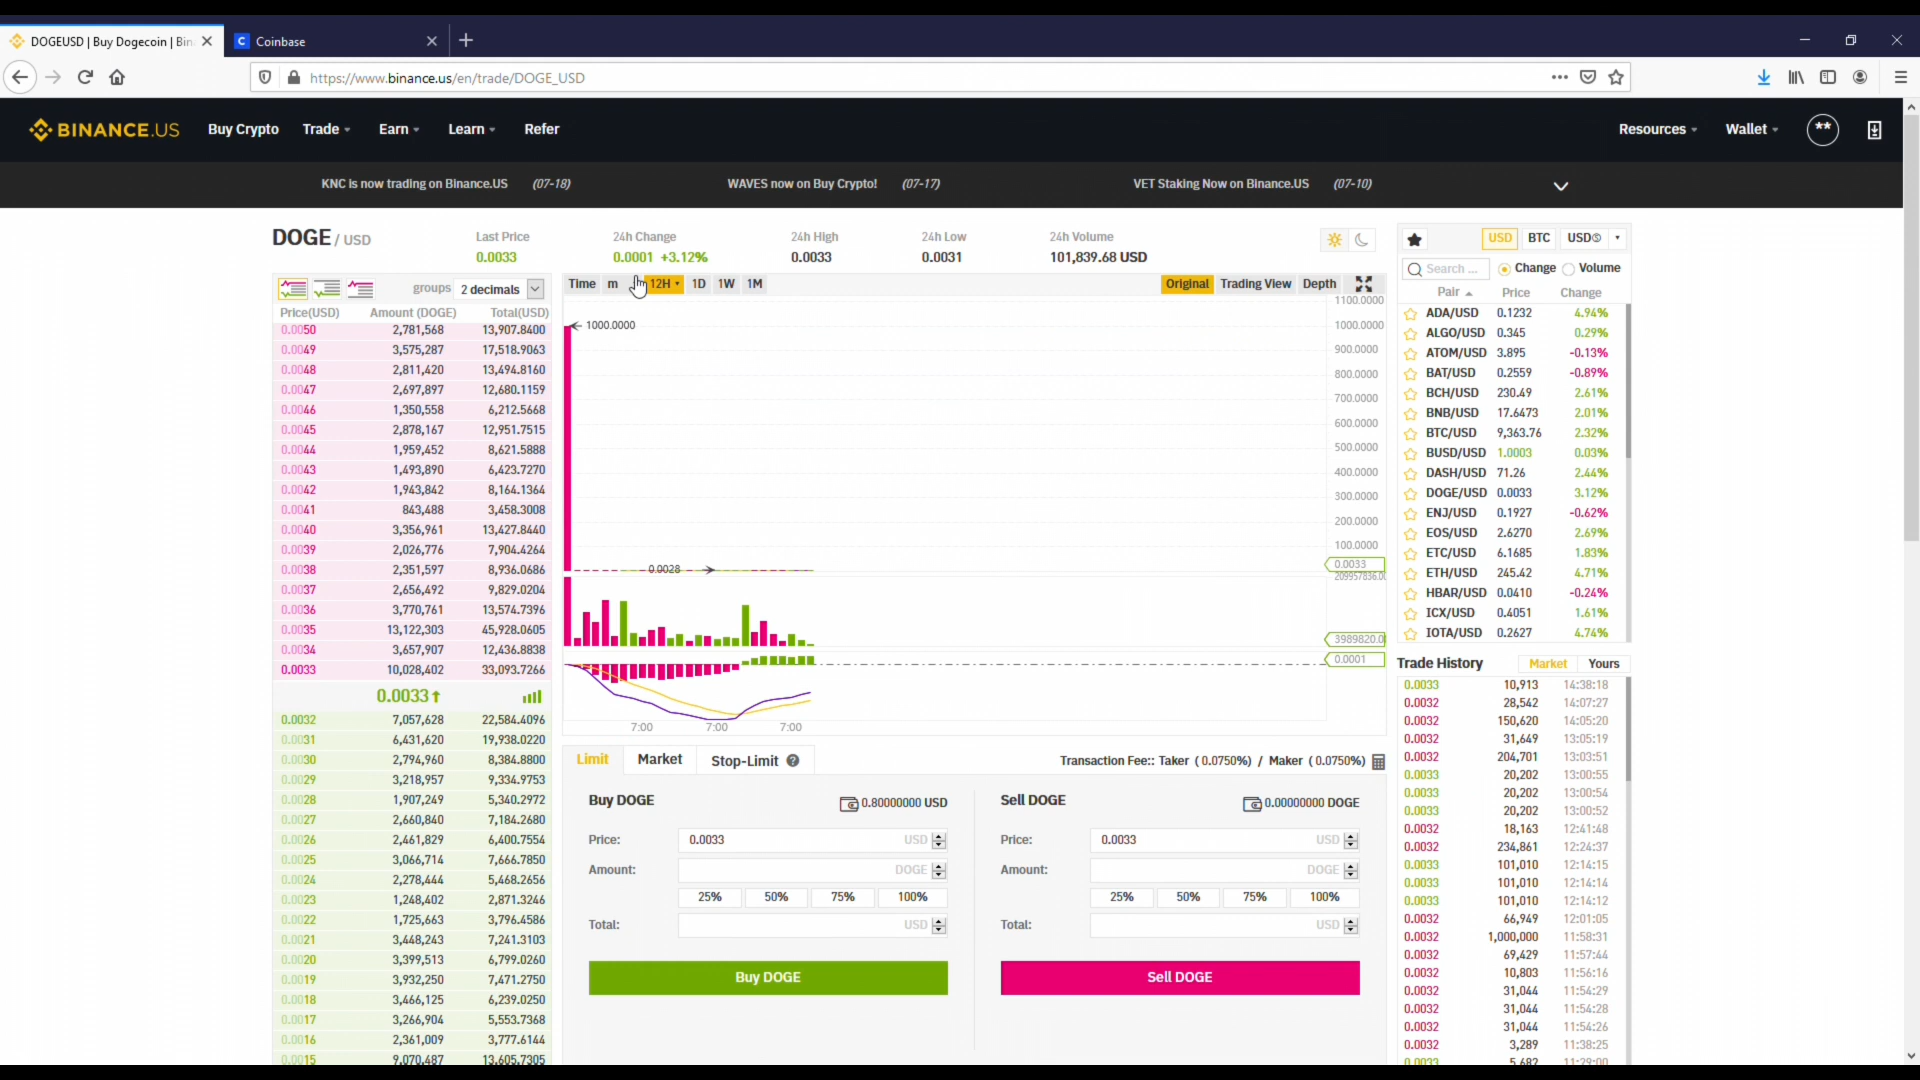 DOGEUSD | Buy Dogecoin | Bin
Coinbase
https://www.binance.us/en/trade/DOGE_USD
BINANCE.US
Buy Crypto
Trade
Earn
Learn
Refer
Resources
Wallet
**
KNC is now trading on Binance.US (07-18)
WAVES now on Buy Crypto! (07-17)
VET Staking Now on Binance.US (07-10)
DOGE / USD
Last Price
0.0033
24h Change
0.0001 +3.12%
24h High
0.0033
24h Low
0.0031
24h Volume
101,839.68 USD
groups 2 decimals
Price(USD) Amount (DOGE) Total(USD)
0.0050 2,781,568 13,907.8400
0.0049 3,575,287 17,518.9063
0.0048 2,811,420 13,494.8160
0.0047 2,697,897 12,680.1159
0.0046 1,350,558 6,212.5668
0.0045 2,878,167 12,951.7515
0.0044 1,959,452 8,621.5888
0.0043 1,493,890 6,423.7270
0.0042 1,943,842 8,164.1364
0.0041 843,488 3,458.3008
0.0040 3,356,961 13,427.8440
0.0039 2,026,776 7,904.4264
0.0038 2,351,597 8,936.0686
0.0037 2,656,492 9,829.0204
0.0036 3,770,761 13,574.7396
0.0035 13,122,303 45,928.0605
0.0034 3,657,907 12,436.8838
0.0033 10,028,402 33,093.7266
0.0033↑
0.0032 7,057,628 22,584.4096
0.0031 6,431,620 19,938.0220
0.0030 2,794,960 8,384.8800
0.0029 3,218,957 9,334.9753
0.0028 1,907,249 5,340.2972
0.0027 2,660,840 7,184.2680
0.0026 2,461,829 6,400.7554
0.0025 3,066,714 7,666.7850
0.0024 2,278,444 5,468.2656
0.0023 1,248,402 2,871.3246
0.0022 1,725,663 3,796.4586
0.0021 3,448,243 7,241.3103
0.0020 3,399,513 6,799.0260
0.0019 3,932,250 7,471.2750
0.0018 3,466,125 6,239.0250
0.0017 3,266,904 5,553.7368
0.0016 2,361,009 3,777.6144
0.0015 9,070,487 13,605.7305
Time m 12H 1D 1W 1M
Original Trading View Depth
1000.0000
0.0028
1100.0000
1000.0000
900.0000
800.0000
700.0000
600.0000
500.0000
400.0000
300.0000
200.0000
100.0000
0.0033
209957836.0
3989820.0
0.0001
7:00 7:00 7:00
Limit Market Stop-Limit
Transaction Fee:: Taker ( 0.0750%) / Maker ( 0.0750%)
Buy DOGE 0.80000000 USD
Price: 0.0033 USD
Amount: DOGE
25% 50% 75% 100%
Total: USD
Buy DOGE
Sell DOGE 0.00000000 DOGE
Price: 0.0033 USD
Amount: DOGE
25% 50% 75% 100%
Total: USD
Sell DOGE
USD BTC USDⓈ
Search ... Change Volume
Pair Price Change
ADA/USD 0.1232 4.94%
ALGO/USD 0.345 0.29%
ATOM/USD 3.895 -0.13%
BAT/USD 0.2559 -0.89%
BCH/USD 230.49 2.61%
BNB/USD 17.6473 2.01%
BTC/USD 9,363.76 2.32%
BUSD/USD 1.0003 0.03%
DASH/USD 71.26 2.44%
DOGE/USD 0.0033 3.12%
ENJ/USD 0.1927 -0.62%
EOS/USD 2.6270 2.69%
ETC/USD 6.1685 1.83%
ETH/USD 245.42 4.71%
HBAR/USD 0.0410 -0.24%
ICX/USD 0.4051 1.61%
IOTA/USD 0.2627 4.74%
Trade History Market Yours
0.0033 10,913 14:38:18
0.0032 28,542 14:07:27
0.0032 150,620 14:05:20
0.0032 31,649 13:05:19
0.0032 204,701 13:03:51
0.0033 20,202 13:00:55
0.0033 20,202 13:00:54
0.0033 20,202 13:00:52
0.0032 18,163 12:41:48
0.0032 234,861 12:24:37
0.0033 101,010 12:14:15
0.0033 101,010 12:14:14
0.0033 101,010 12:14:12
0.0032 66,949 12:01:05
0.0032 1,000,000 11:58:31
0.0032 69,429 11:57:44
0.0032 10,803 11:56:16
0.0032 31,044 11:54:29
0.0032 31,044 11:54:28
0.0032 31,044 11:54:26
0.0032 3,289 11:38:25
0.0033 5,682 11:29:00